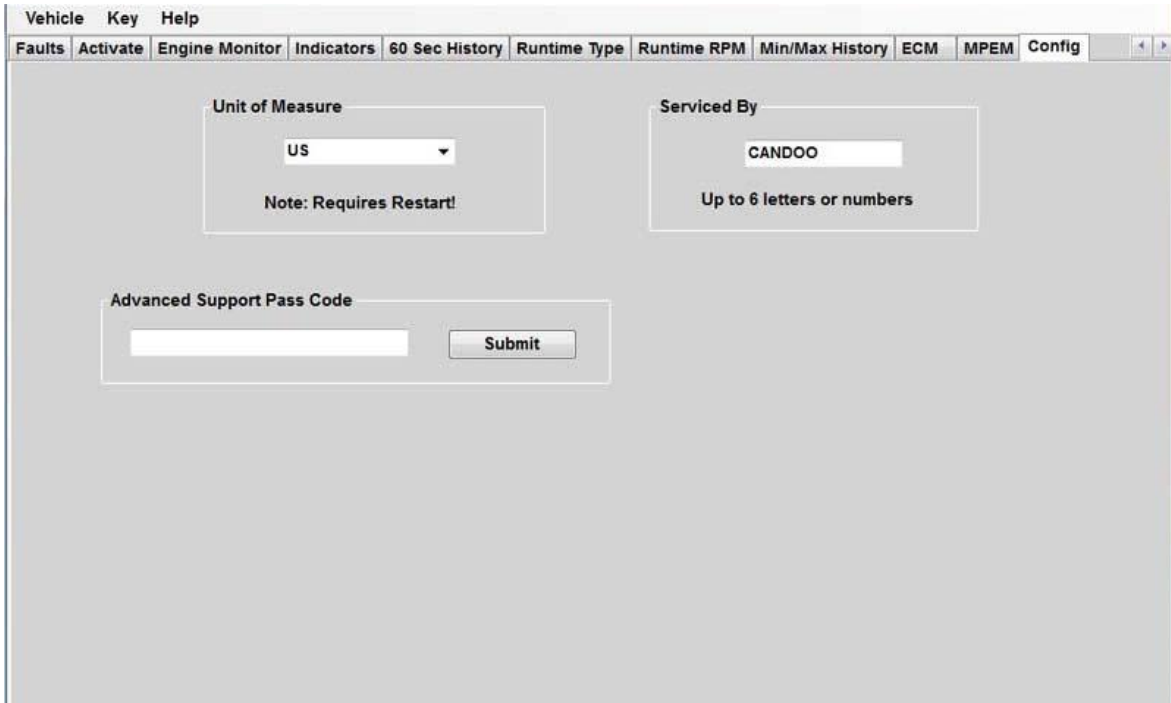 Vehicle Key Help
Faults Activate Engine Monitor Indicators 60 Sec History Runtime Type Runtime RPM Min/Max History ECM MPEM Config
Unit of Measure
US
Note: Requires Restart!
Serviced By
CANDOO
Up to 6 letters or numbers
Advanced Support Pass Code
Submit